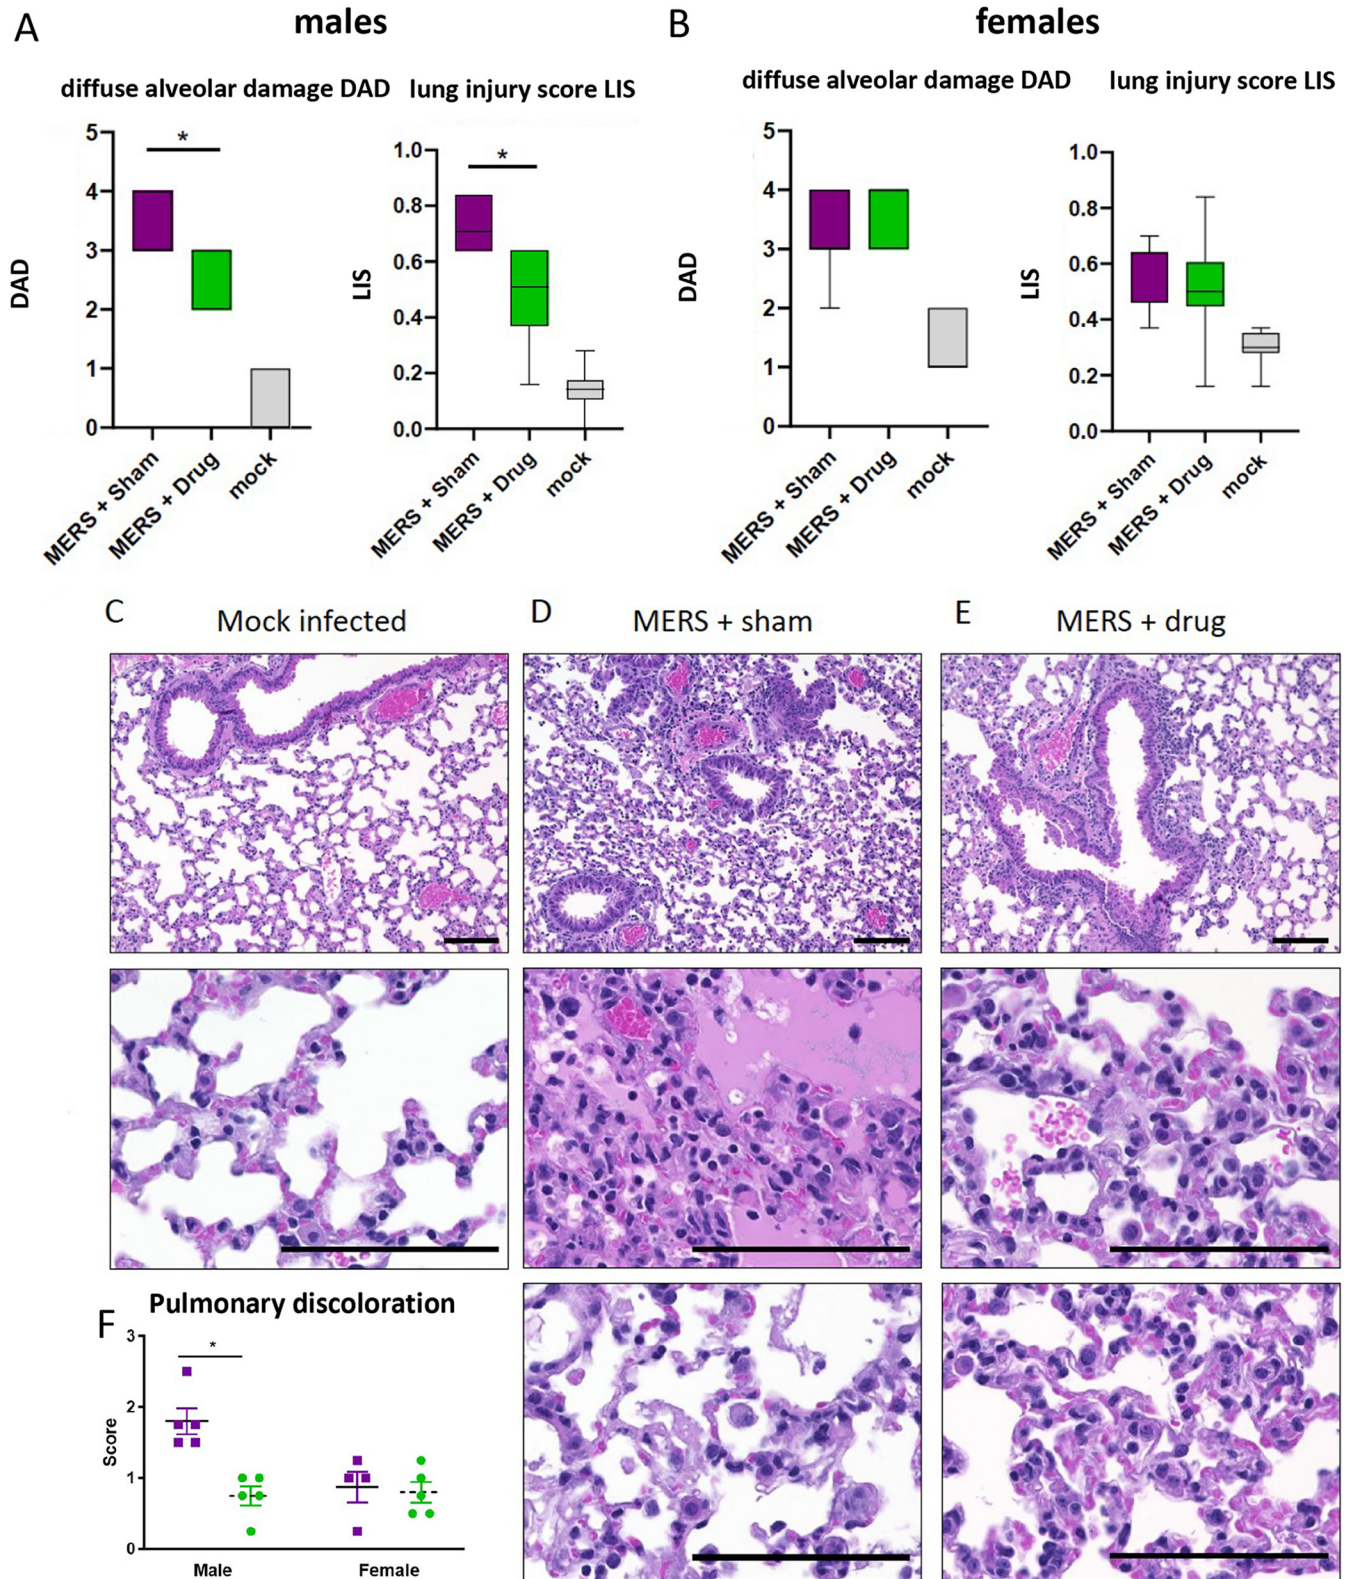 A
males
B
females
diffuse alveolar damage DAD
lung injury score LIS
diffuse alveolar damage DAD
lung injury score LIS
*
*
5
4
3
2
1
0
DAD
MERS + Sham
MERS + Drug
mock
1.0
0.8
0.6
0.4
0.2
0.0
LIS
MERS + Sham
MERS + Drug
mock
5
4
3
2
1
0
DAD
MERS + Sham
MERS + Drug
mock
1.0
0.8
0.6
0.4
0.2
0.0
LIS
MERS + Sham
MERS + Drug
mock
C
Mock infected
D
MERS + sham
E
MERS + drug
F
Pulmonary discoloration
3
2
1
0
Score
*
Male
Female